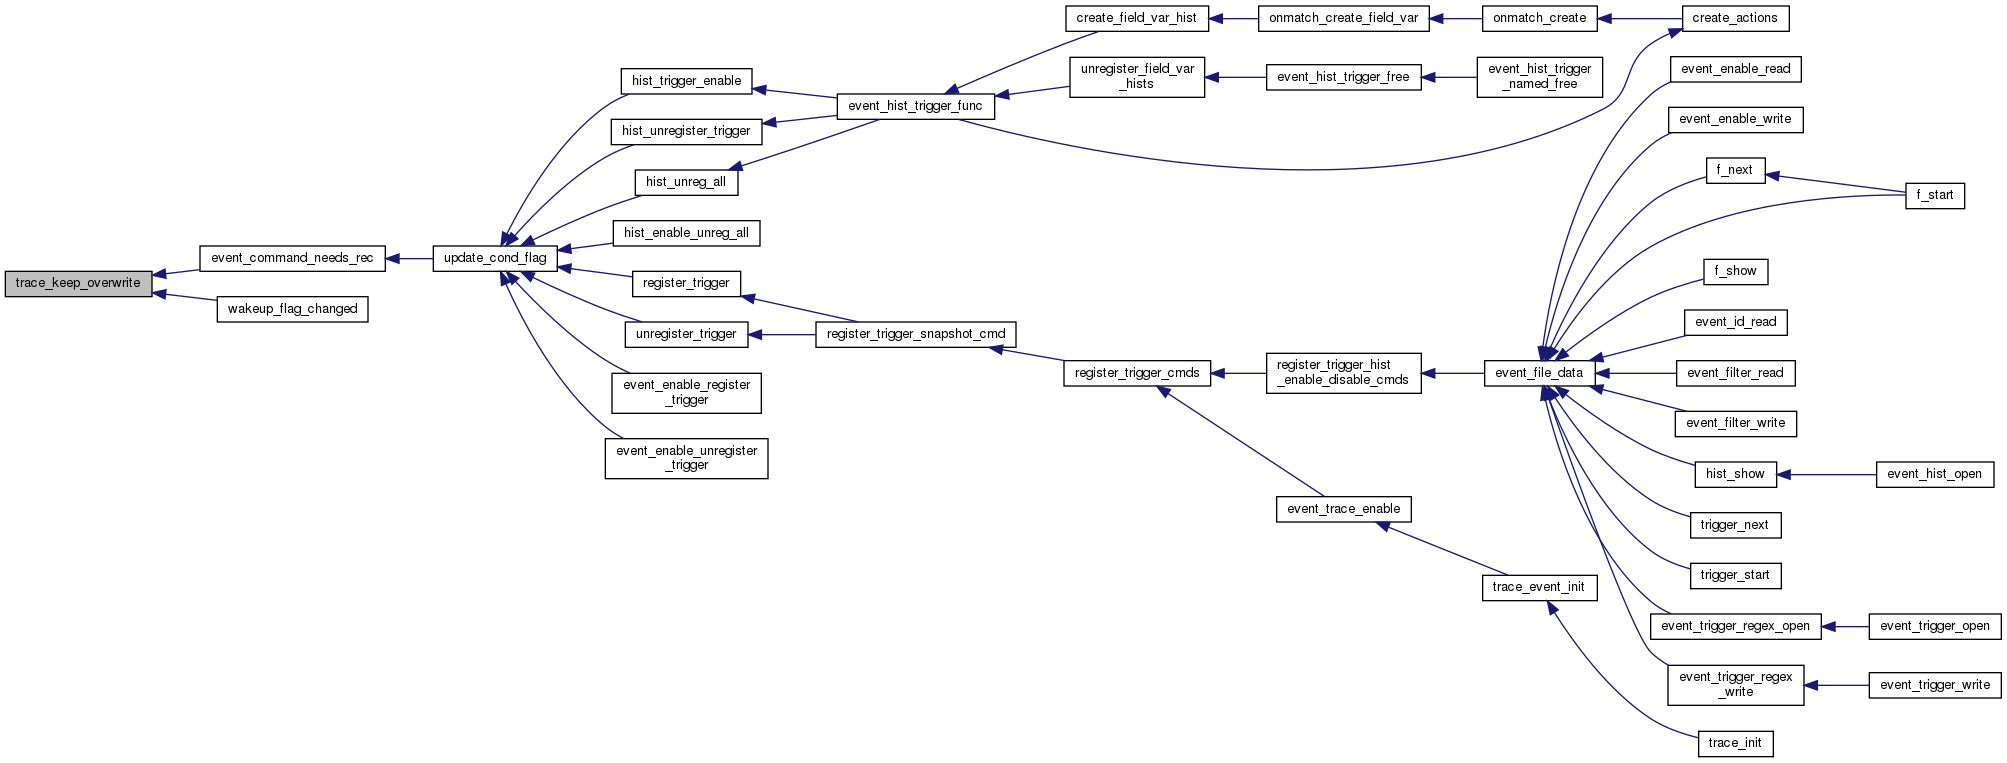 trace_keep_overwrite
event_command_needs_rec
wakeup_flag_changed
update_cond_flag
hist_trigger_enable
hist_unregister_trigger
hist_unreg_all
hist_enable_unreg_all
register_trigger
unregister_trigger
event_enable_register
_trigger
event_enable_unregister
_trigger
event_hist_trigger_func
register_trigger_snapshot_cmd
create_field_var_hist
unregister_field_var
_hists
register_trigger_cmds
onmatch_create_field_var
event_hist_trigger_free
register_trigger_hist
_enable_disable_cmds
event_trace_enable
onmatch_create
event_hist_trigger
_named_free
event_file_data
trace_event_init
create_actions
event_enable_read
event_enable_write
f_next
f_start
f_show
event_id_read
event_filter_read
event_filter_write
hist_show
event_hist_open
trigger_next
trigger_start
event_trigger_regex_open
event_trigger_open
event_trigger_regex
_write
event_trigger_write
trace_init